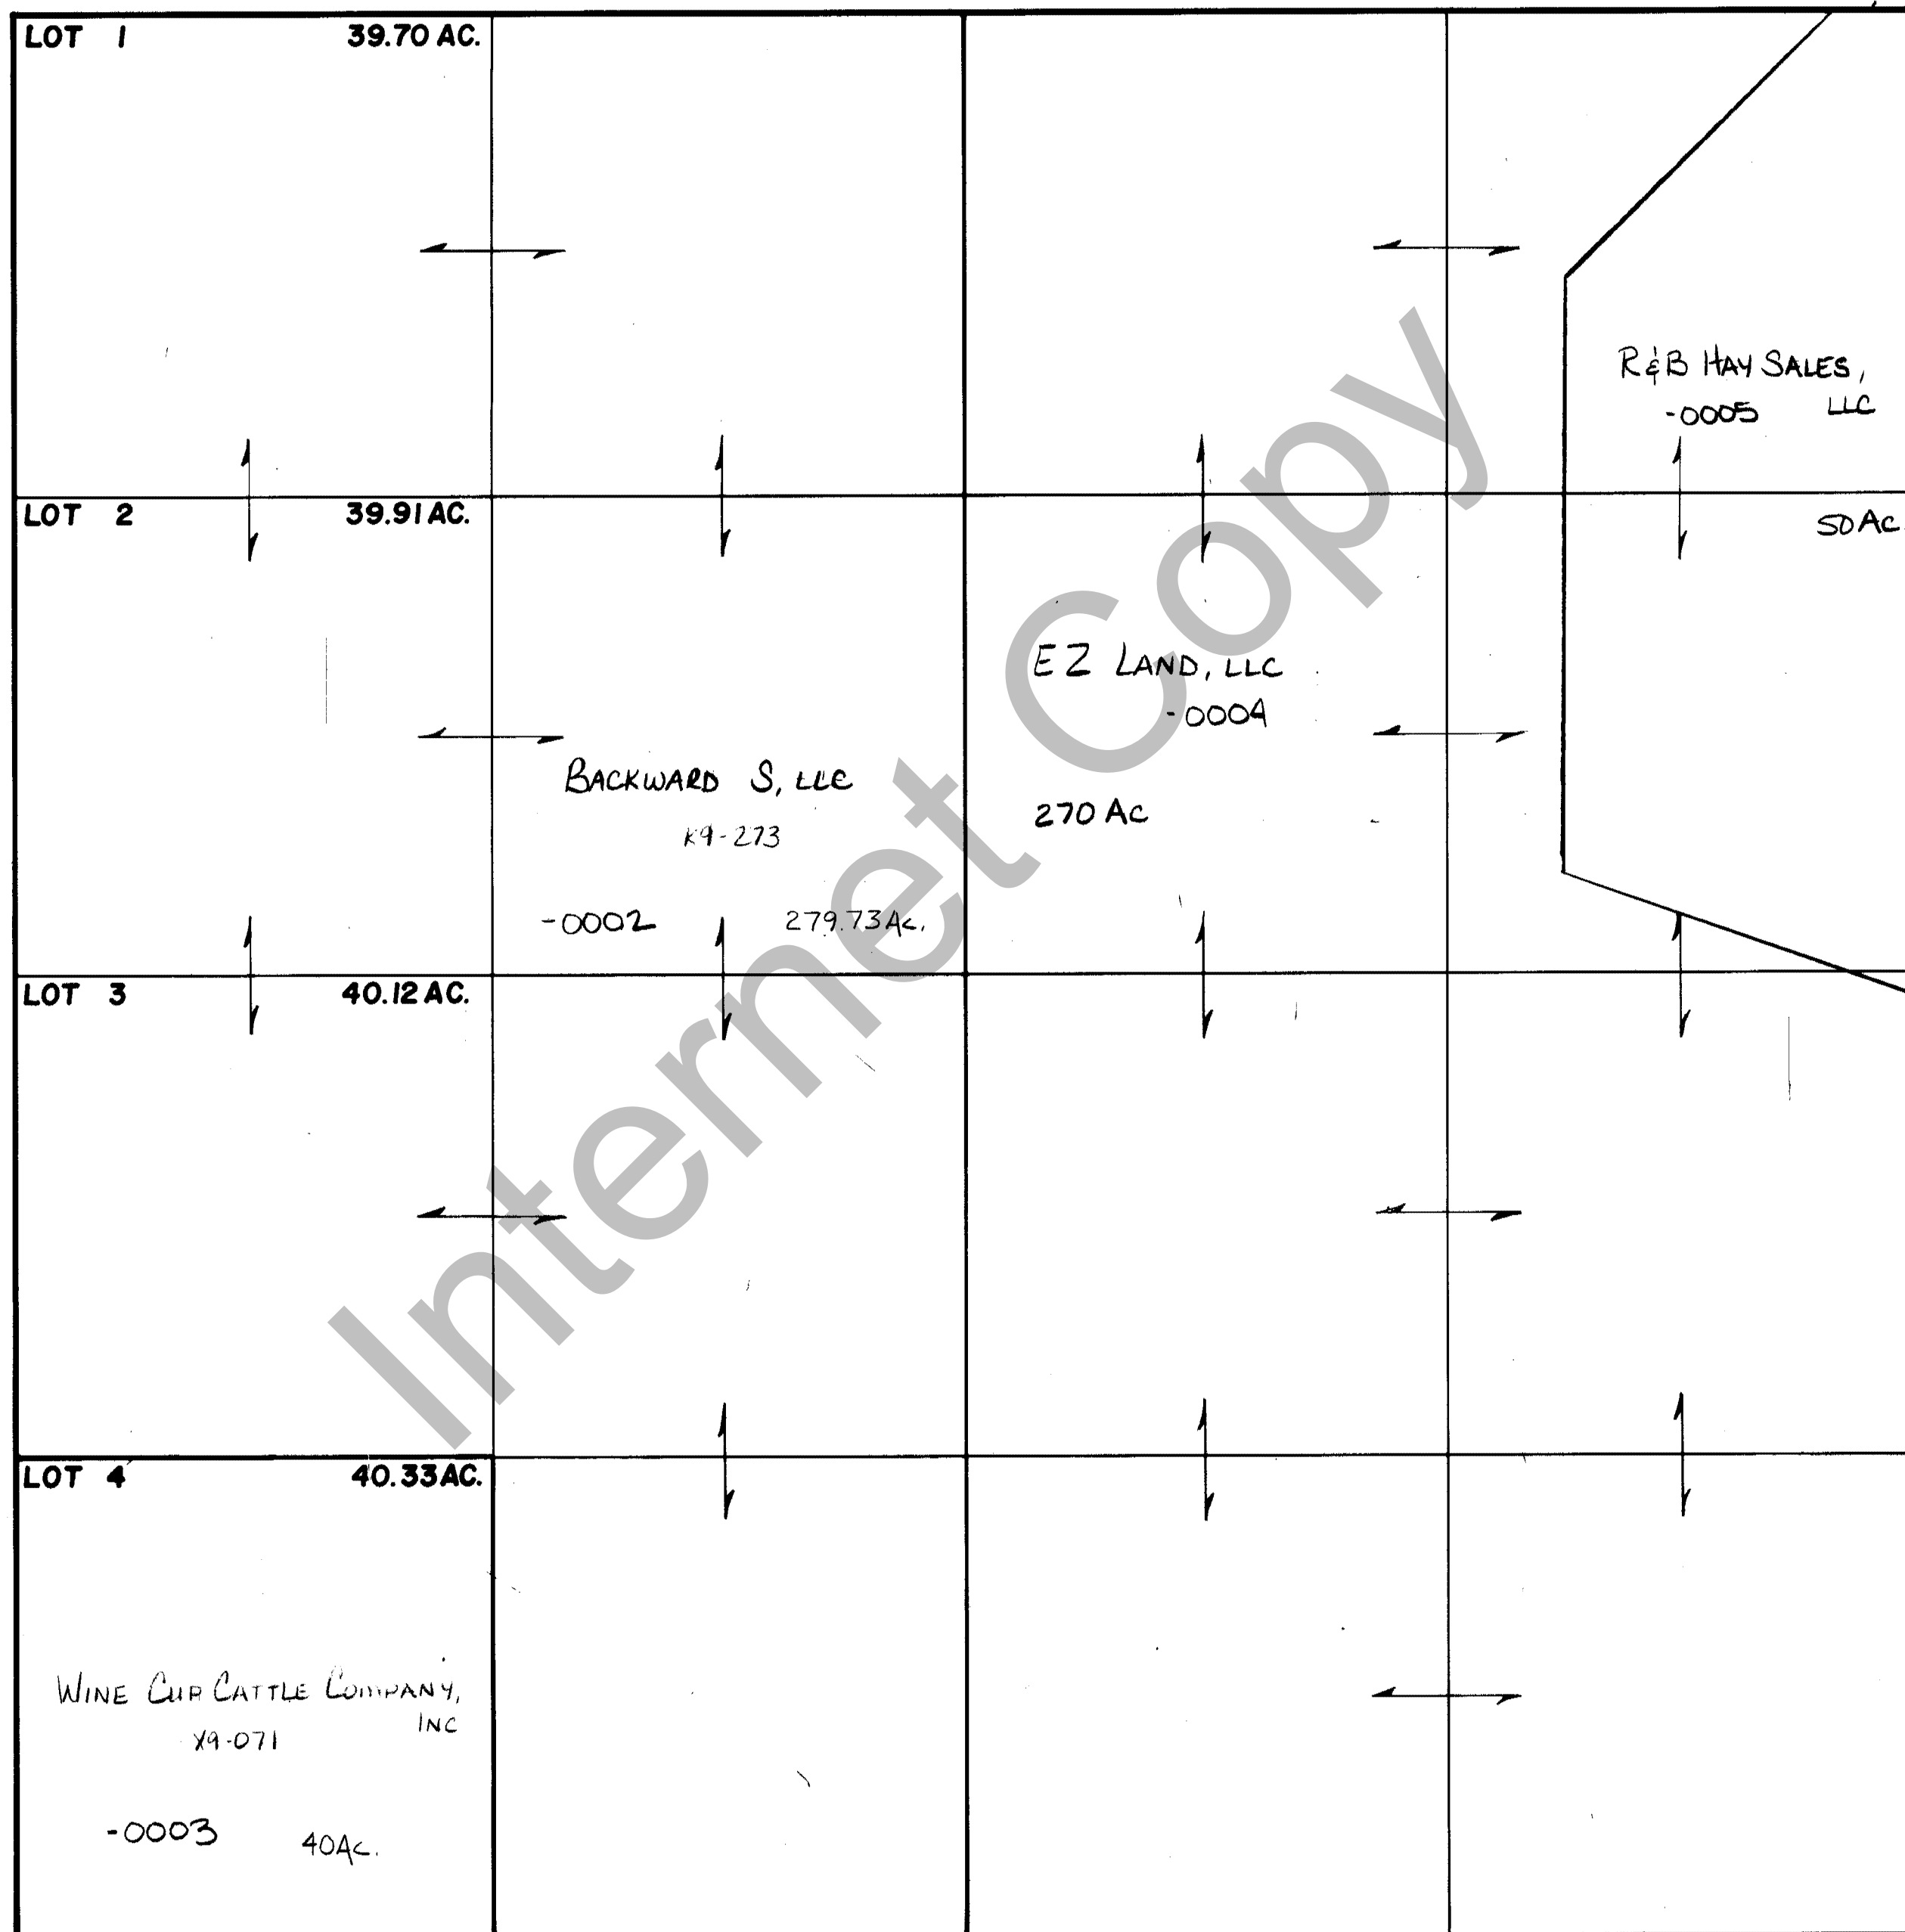 LOT 1 39.70 AC.
R&B HAY SALES,
LLC
-0005
LOT 2 39.91 AC.
50 AC.
EZ LAND, LLC
-0004
270 AC
BACKWARD S, LLC
K9-273
-0002 279.73 AC.
LOT 3 40.12 AC.
LOT 4 40.33 AC.
WINE CUP CATTLE COMPANY,
INC
X9-071
-0003 40 AC.
Internet Copy